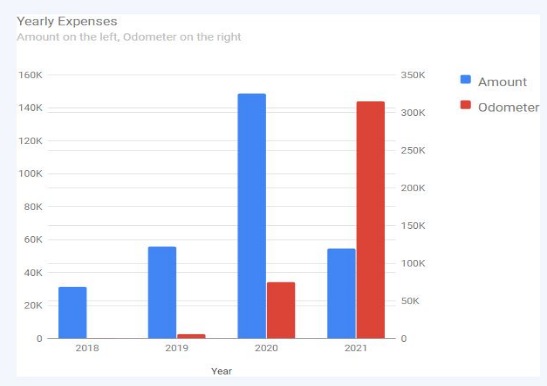 Yearly Expenses
Amount on the left, Odometer on the right
160K
140K
120K
100K
80K
60K
40K
20K
0
350K
300K
250K
200K
150K
100K
50K
0
Amount
Odometer
2018 2019 2020 2021
Year